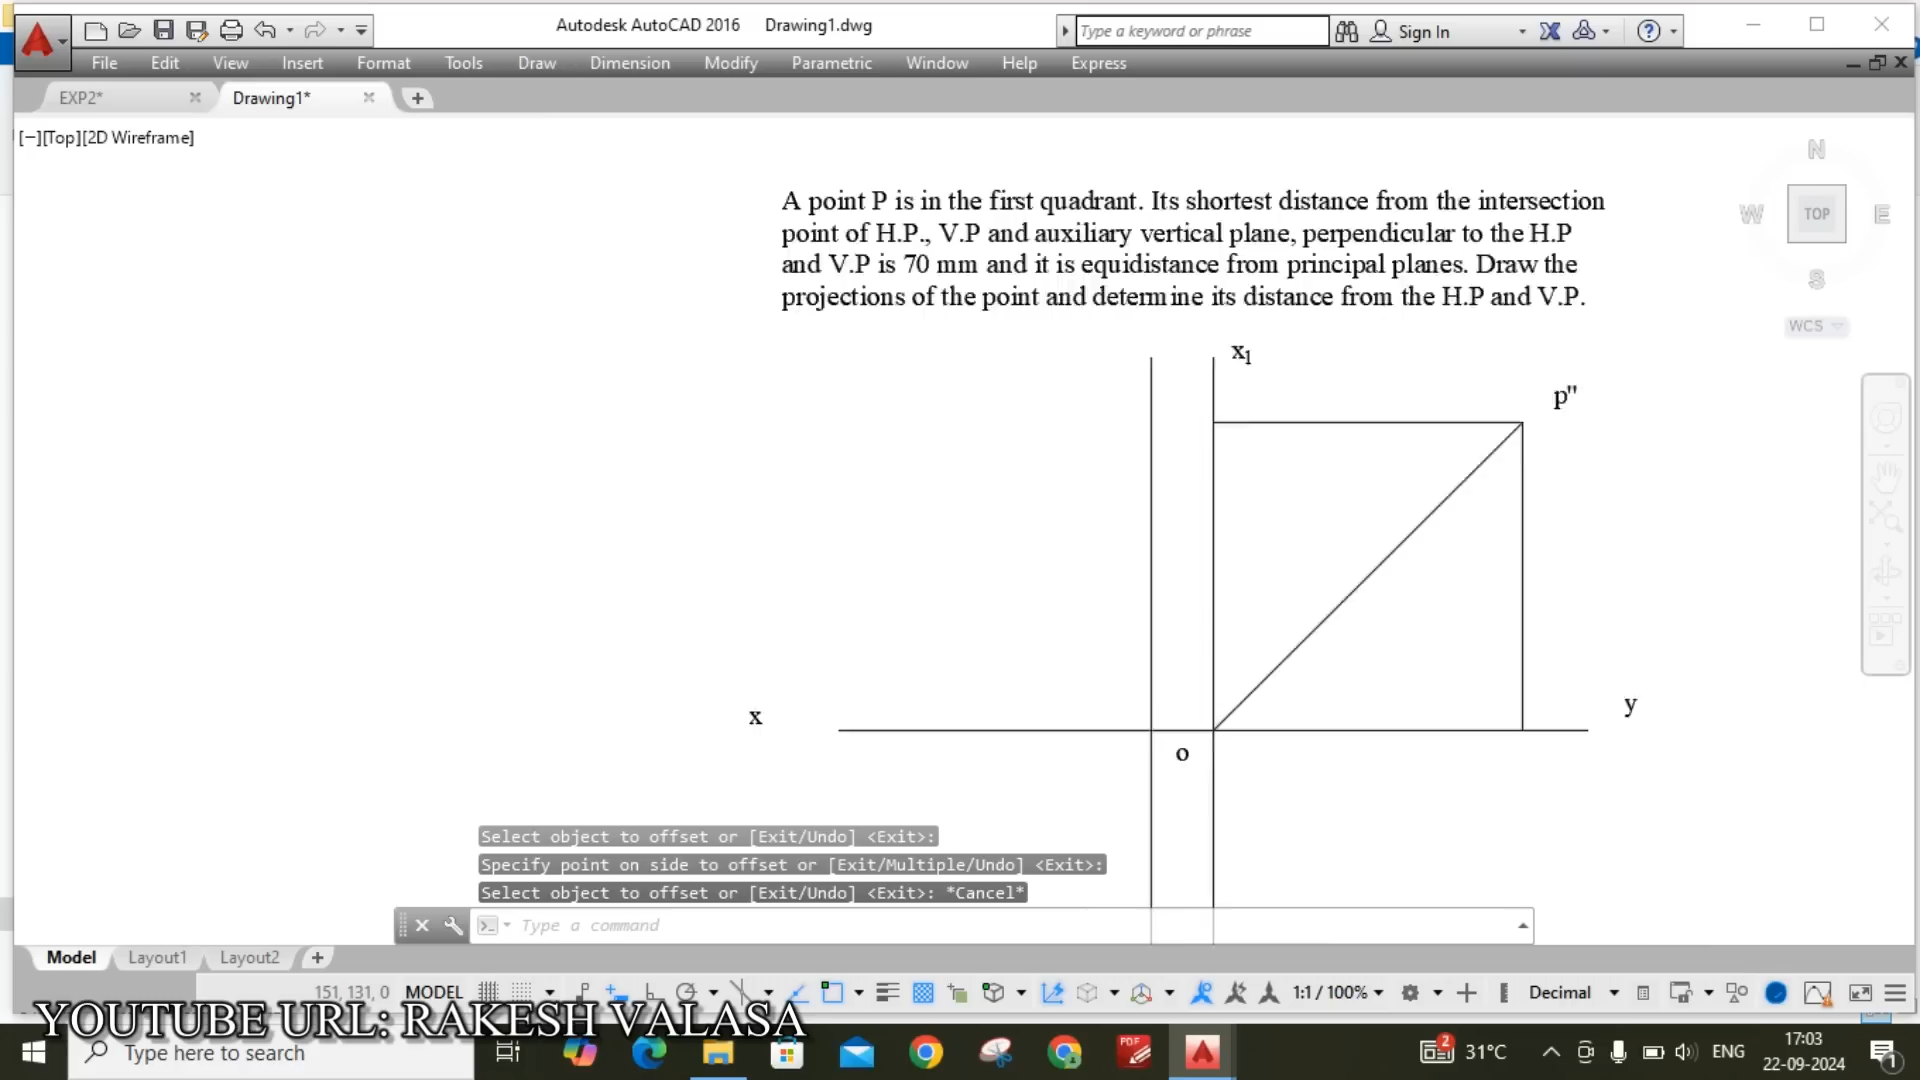 Autodesk AutoCAD 2016 Drawing1.dwg
Type a keyword or phrase
Sign In
File Edit View Insert Format Tools Draw Dimension Modify Parametric Window Help Express
EXP2* Drawing1*
[−][Top][2D Wireframe]
N
W TOP E
S
WCS
A point P is in the first quadrant. Its shortest distance from the intersection
point of H.P., V.P and auxiliary vertical plane, perpendicular to the H.P
and V.P is 70 mm and it is equidistance from principal planes. Draw the
projections of the point and determine its distance from the H.P and V.P.
x1
p"
x
y
o
Select object to offset or [Exit/Undo] <Exit>:
Specify point on side to offset or [Exit/Multiple/Undo] <Exit>:
Select object to offset or [Exit/Undo] <Exit>: *Cancel*
Type a command
Model Layout1 Layout2
151, 131, 0 MODEL 1:1 / 100% Decimal
YOUTUBE URL: RAKESH VALASA
Type here to search
PDF
2
31°C
ENG
17:03
22-09-2024
1